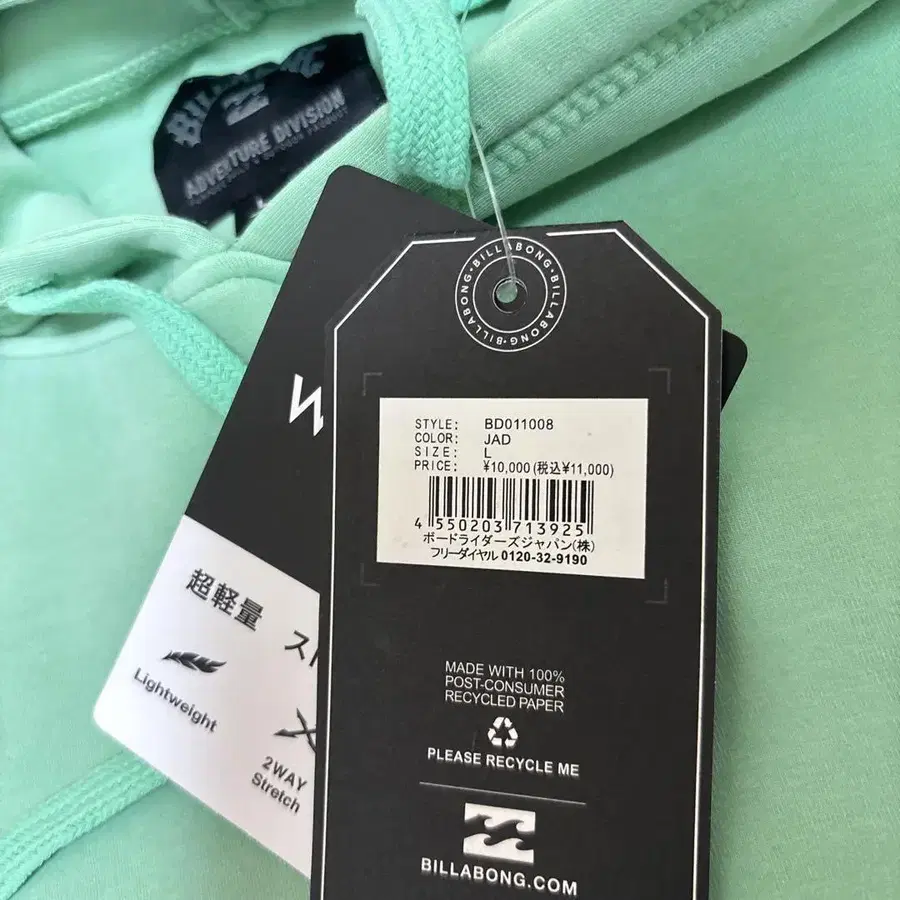 BILLABONG
ADVENTURE DIVISION
L
BILLABONG · BILLABONG · BILLABONG
STYLE: BD011008
COLOR: JAD
SIZE: L
PRICE: ¥10,000(税込¥11,000)
4 550203 713925
ボードライダーズジャパン(株)
フリーダイヤル 0120-32-9190
MADE WITH 100%
POST-CONSUMER
RECYCLED PAPER
PLEASE RECYCLE ME
BILLABONG.COM
超軽量
Lightweight
2WAY
Stretch